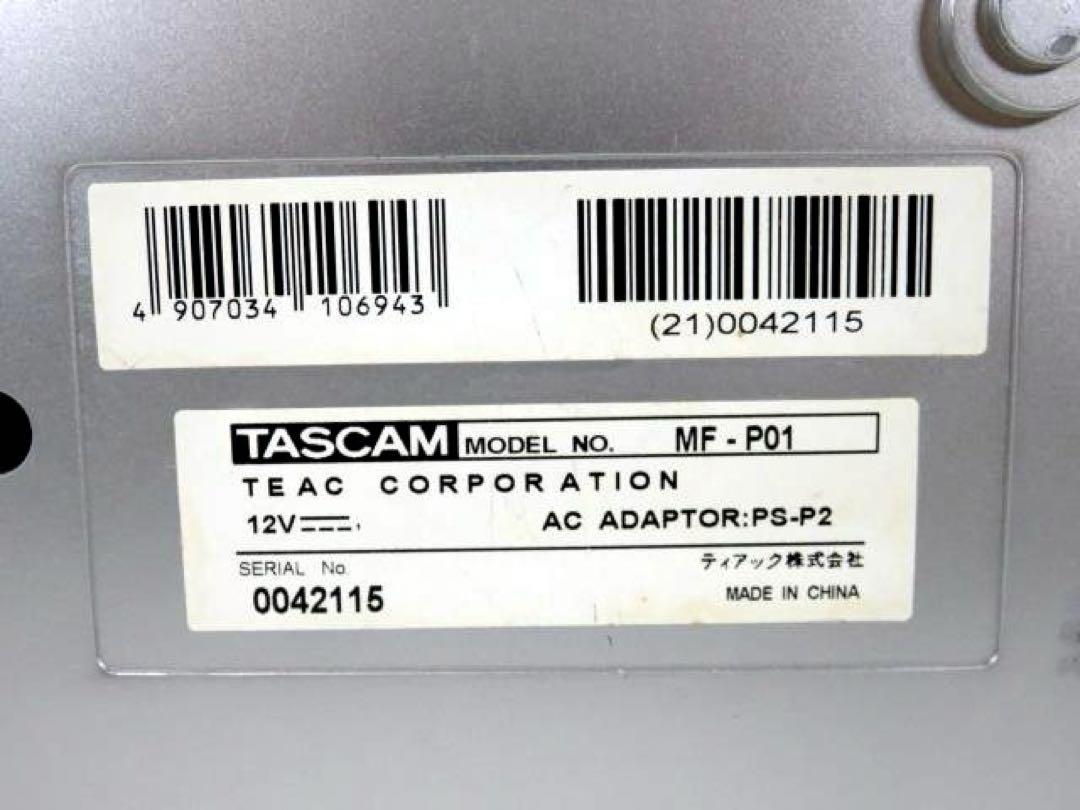 4 907034 106943
(21)0042115
TASCAM MODEL NO. MF - P01
TEAC CORPORATION
12V AC ADAPTOR:PS-P2
SERIAL No.
ティアック株式会社
0042115
MADE IN CHINA